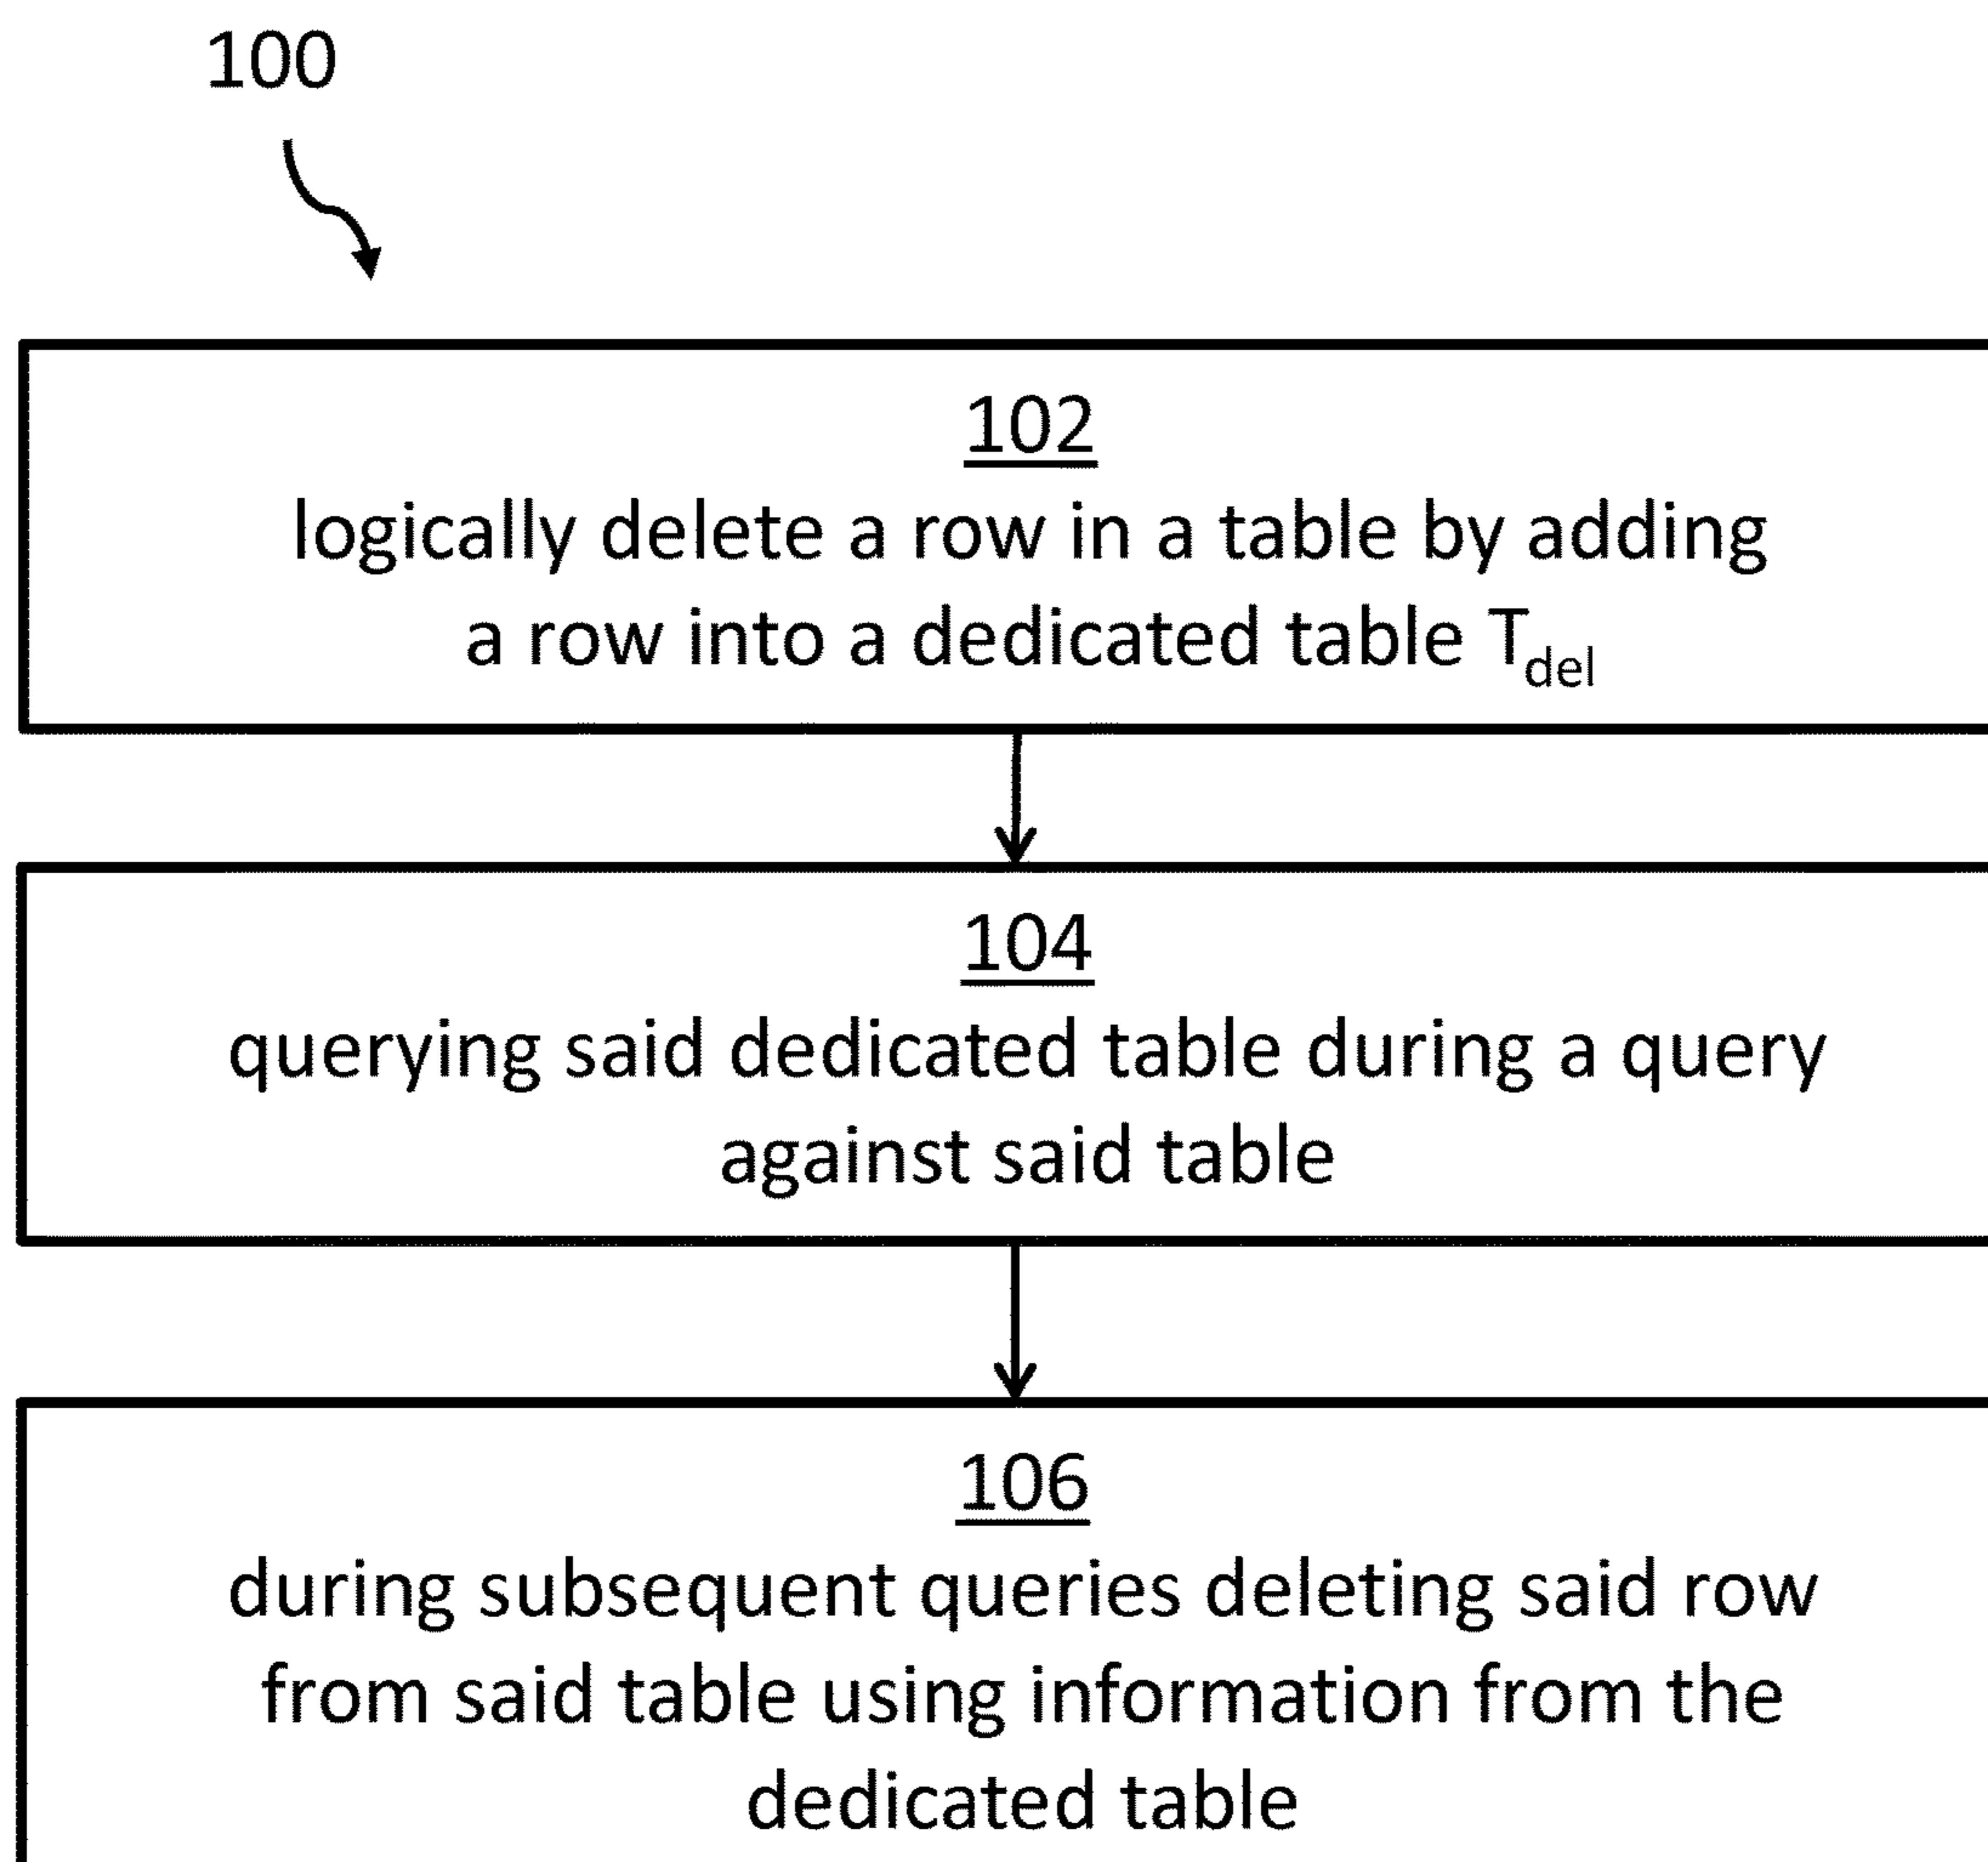 100
102
logically delete a row in a table by adding
a row into a dedicated table Tdel
104
querying said dedicated table during a query
against said table
106
during subsequent queries deleting said row
from said table using information from the
dedicated table